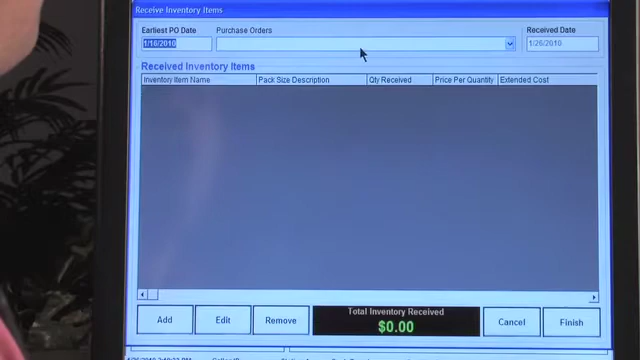 Receive Inventory Items
Earliest PO Date Purchase Orders Received Date
1/16/2010 1/26/2010
Received Inventory Items
Inventory Item Name Pack Size Description Qty Received Price Per Quantity Extended Cost
Add Edit Remove Total Inventory Received $0.00 Cancel Finish